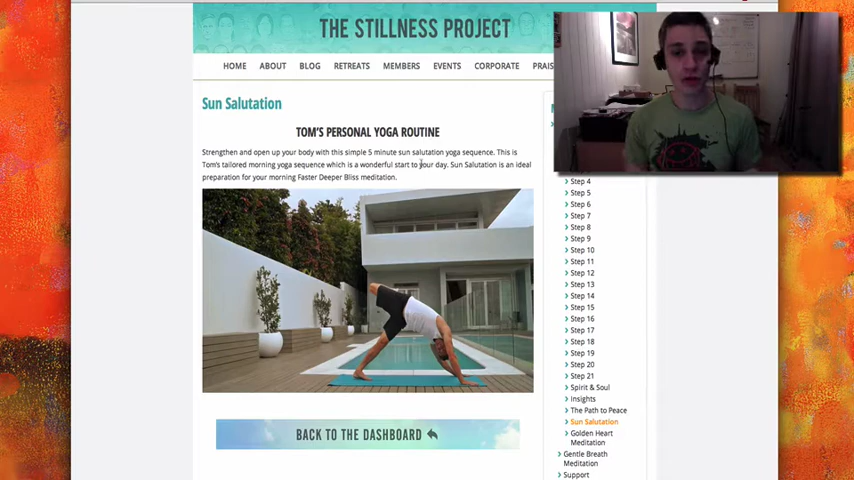 THE STILLNESS PROJECT
HOME ABOUT BLOG RETREATS MEMBERS EVENTS CORPORATE
Sun Salutation
TOM'S PERSONAL YOGA ROUTINE
Strengthen and open up your body with this simple 5 minute sun salutation yoga sequence. This is
Tom's tailored morning yoga sequence which is a wonderful start to your day. Sun Salutation is an ideal
preparation for your morning Faster Deeper Bliss meditation.
BACK TO THE DASHBOARD
Step 4
Step 5
Step 6
Step 7
Step 8
Step 9
Step 10
Step 11
Step 12
Step 13
Step 14
Step 15
Step 16
Step 17
Step 18
Step 19
Step 20
Step 21
Spirit & Soul
Insights
The Path to Peace
Sun Salutation
Golden Heart
Meditation
Gentle Breath
Meditation
Support